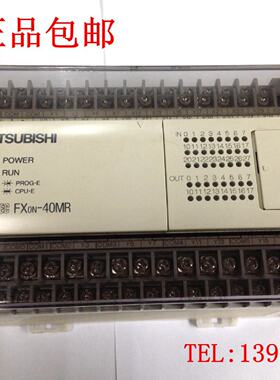 正品包邮
TSUBISHI
POWER
RUN
PROG-E
CPU-E
FX0N-40MR
IN 0 1 2 3 4 5 6 7
10 11 12 13 14 15 16 17
20 21 22 23 24 25 26 27
OUT 0 1 2 3 4 5 6 7
10 11 12 13 14 15 16 17
TEL:139